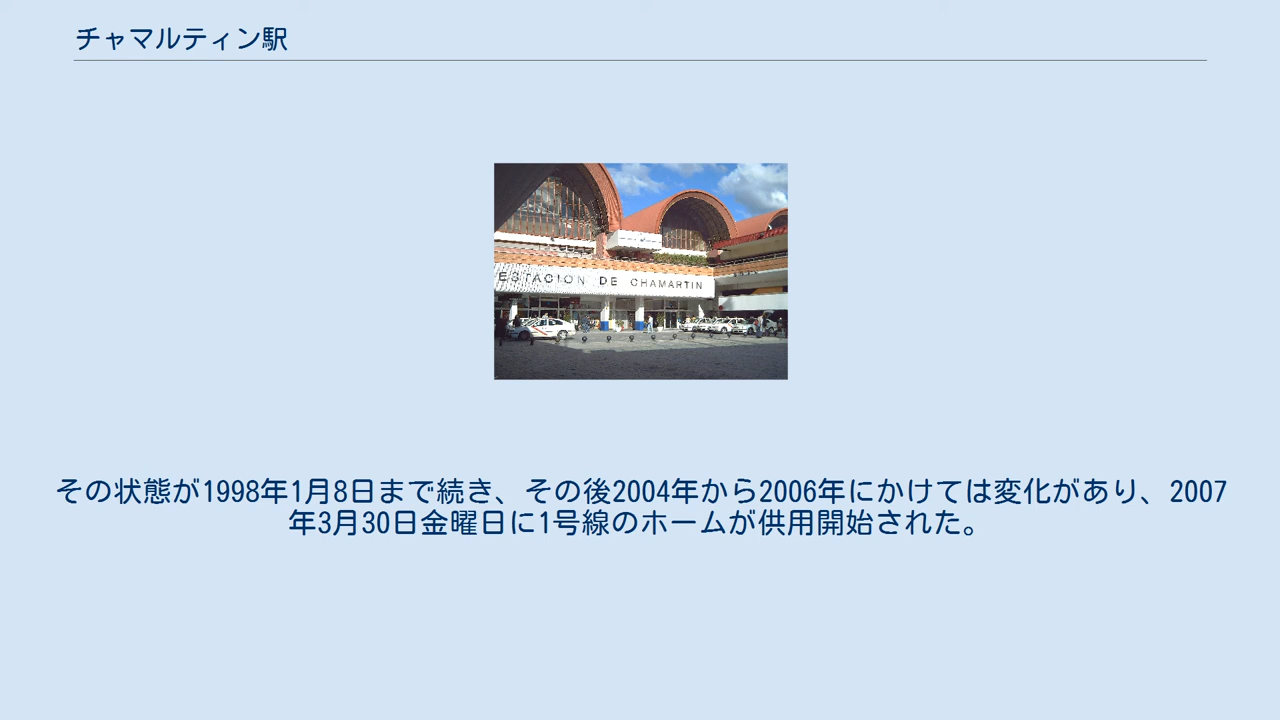 チャマルティン駅
ESTACION DE CHAMARTIN
その状態が1998年1月8日まで続き、その後2004年から2006年にかけては変化があり、2007
年3月30日金曜日に1号線のホームが供用開始された。